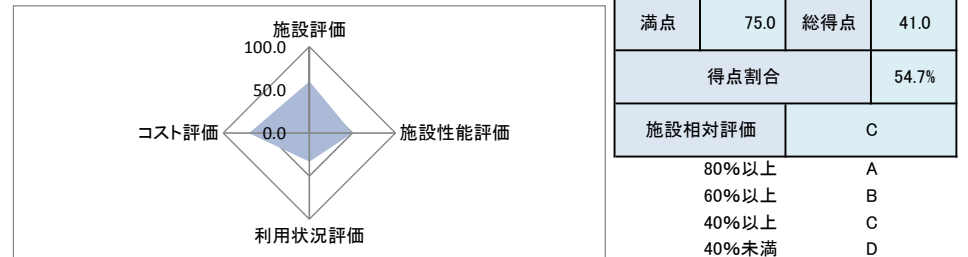 施設評価
100.0
50.0
コスト評価 0.0 施設性能評価
利用状況評価
満点 75.0 総得点 41.0
得点割合 54.7%
施設相対評価 C
80%以上 A
60%以上 B
40%以上 C
40%未満 D